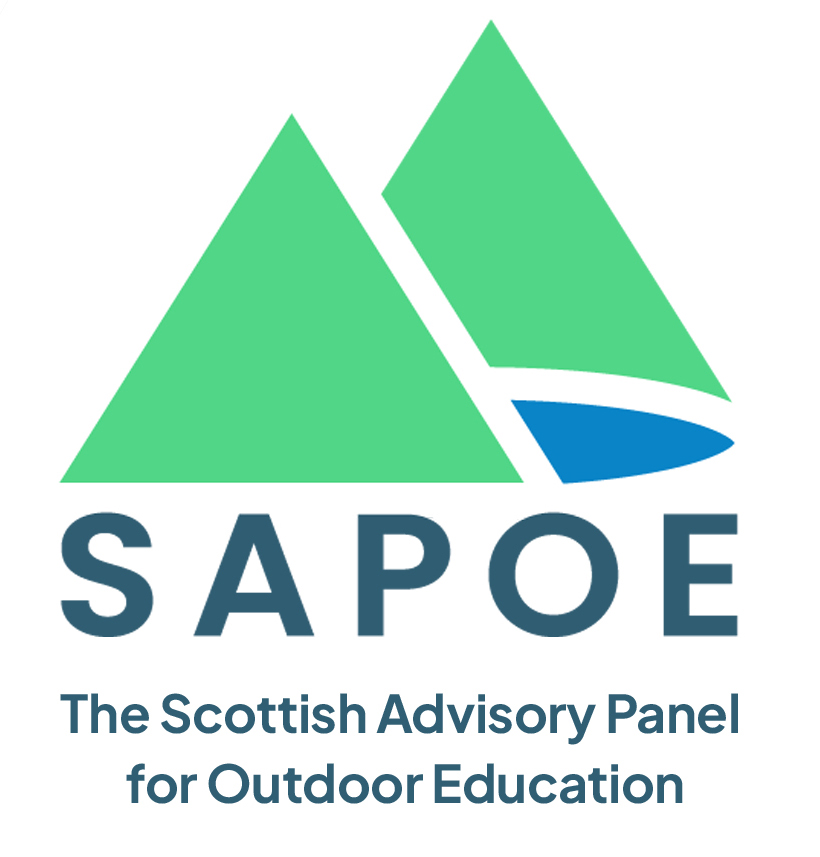 SAPOE
The Scottish Advisory Panel
for Outdoor Education